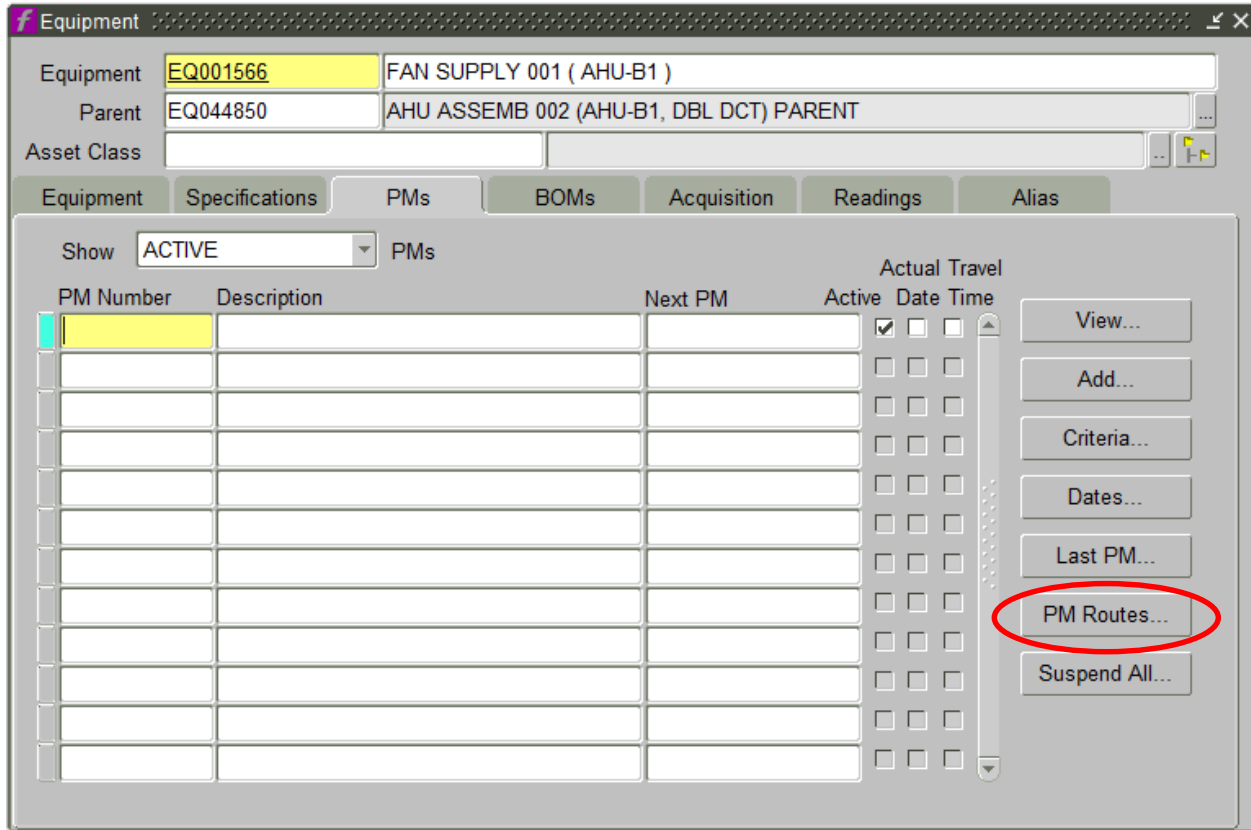 f Equipment
Equipment EQ001566 FAN SUPPLY 001 ( AHU-B1 )
Parent EQ044850 AHU ASSEMB 002 (AHU-B1, DBL DCT) PARENT ...
Asset Class ..
Equipment Specifications PMs BOMs Acquisition Readings Alias
Show ACTIVE PMs
Actual Travel
PM Number Description Next PM Active Date Time
View...
Add...
Criteria...
Dates...
Last PM...
PM Routes...
Suspend All...